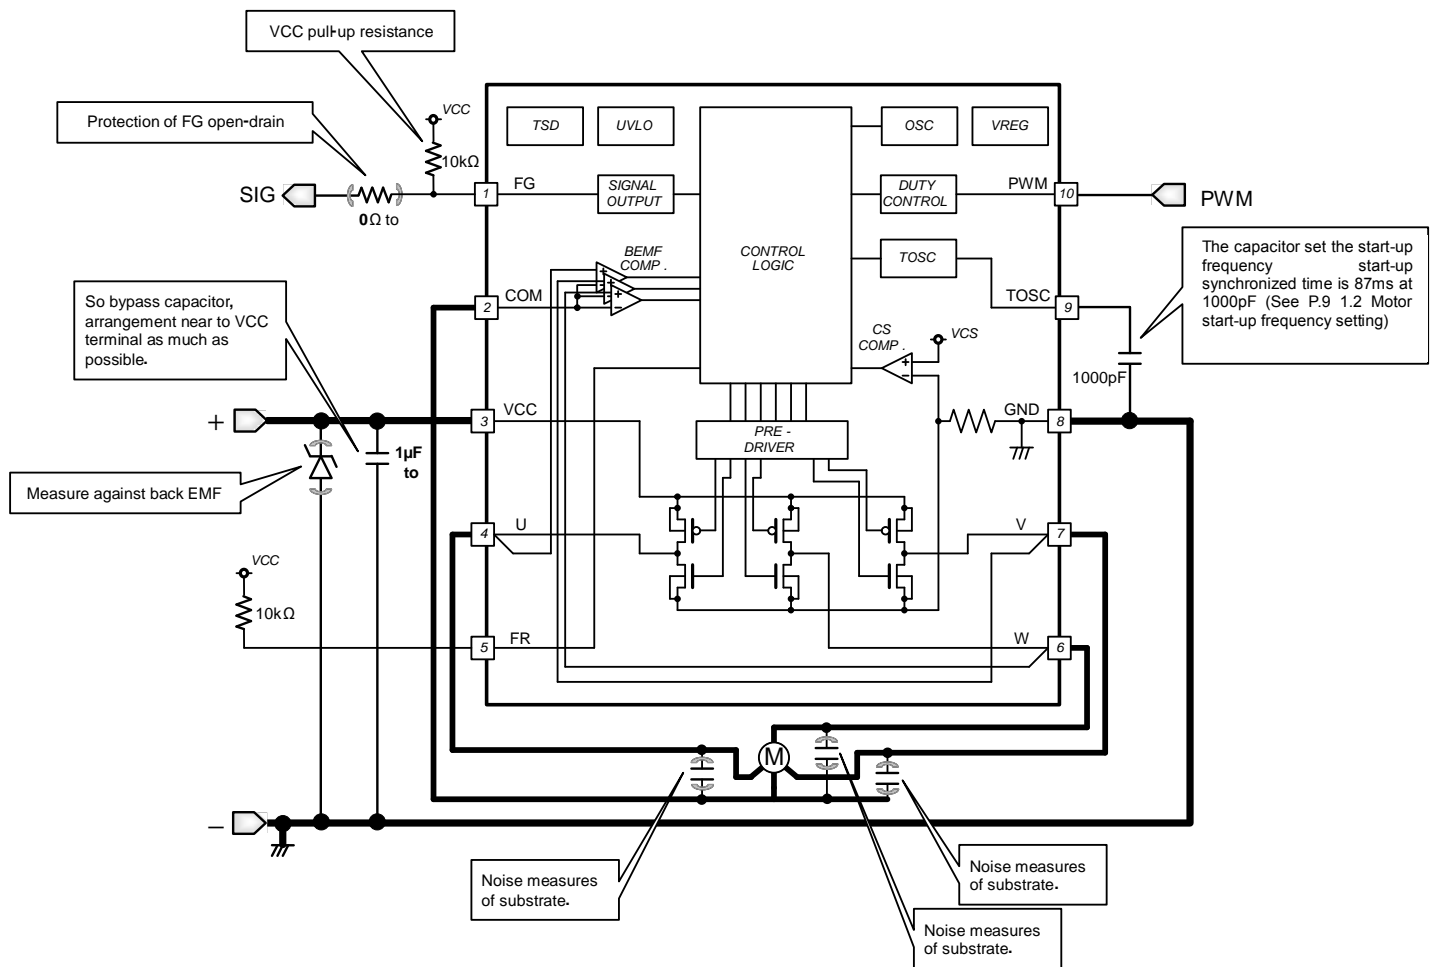 VCC pull-up resistance
Protection of FG open-drain
VCC
10kΩ
SIG
0Ω to
1
FG
TSD
UVLO
SIGNAL
OUTPUT
CONTROL
LOGIC
OSC
VREG
DUTY
CONTROL
PWM
10
PWM
TOSC
TOSC
9
The capacitor set the start-up
frequency start-up
synchronized time is 87ms at
1000pF (See P.9 1.2 Motor
start-up frequency setting)
1000pF
BEMF
COMP .
+
+
+
−
2
COM
So bypass capacitor,
arrangement near to VCC
terminal as much as
possible.
CS
COMP .
VCS
+
−
+
3
VCC
GND
8
PRE -
DRIVER
1µF
to
Measure against back EMF
4
U
V
7
VCC
10kΩ
5
FR
W
6
M
−
Noise measures
of substrate.
Noise measures
of substrate.
Noise measures
of substrate.